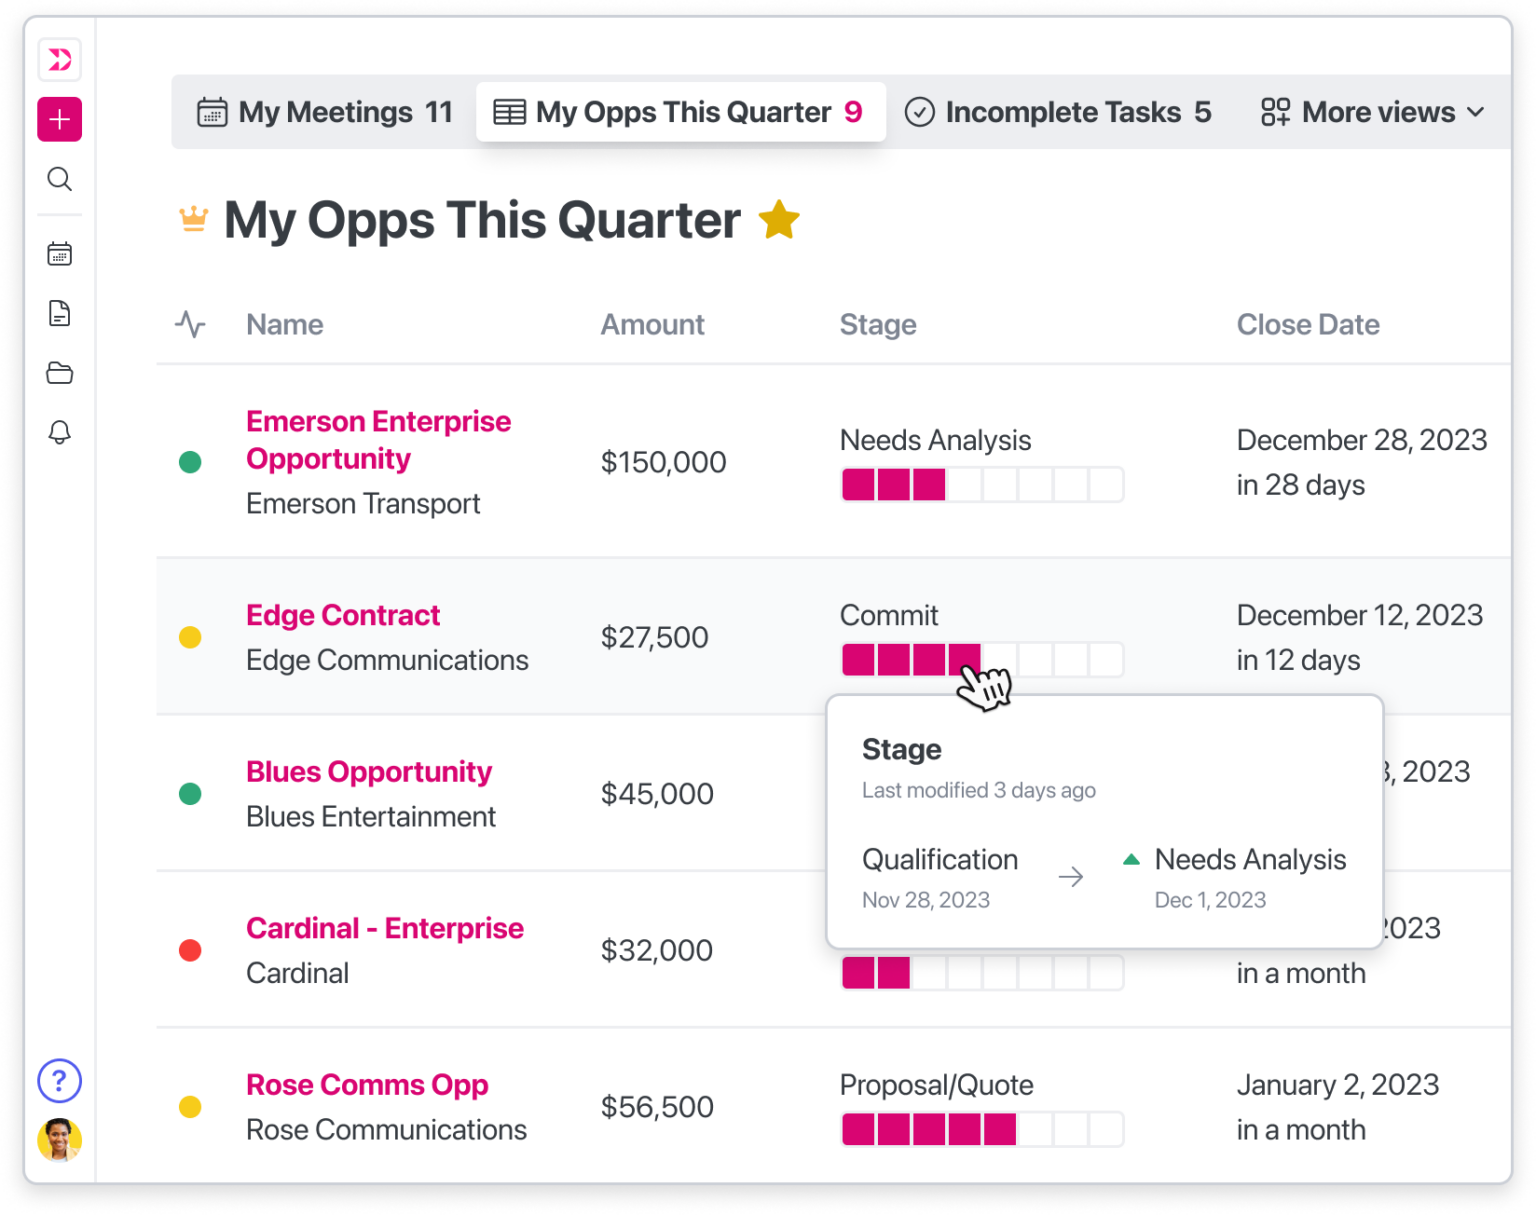 My Meetings 11
My Opps This Quarter 9
Incomplete Tasks 5
More views
My Opps This Quarter
Name Amount Stage Close Date
Emerson Enterprise
Opportunity
Emerson Transport
$150,000
Needs Analysis
December 28, 2023
in 28 days
Edge Contract
Edge Communications
$27,500
Commit
December 12, 2023
in 12 days
Blues Opportunity
Blues Entertainment
$45,000
, 2023
Stage
Last modified 3 days ago
Qualification
Nov 28, 2023
Needs Analysis
Dec 1, 2023
Cardinal - Enterprise
Cardinal
$32,000
2023
in a month
Rose Comms Opp
Rose Communications
$56,500
Proposal/Quote
January 2, 2023
in a month
?